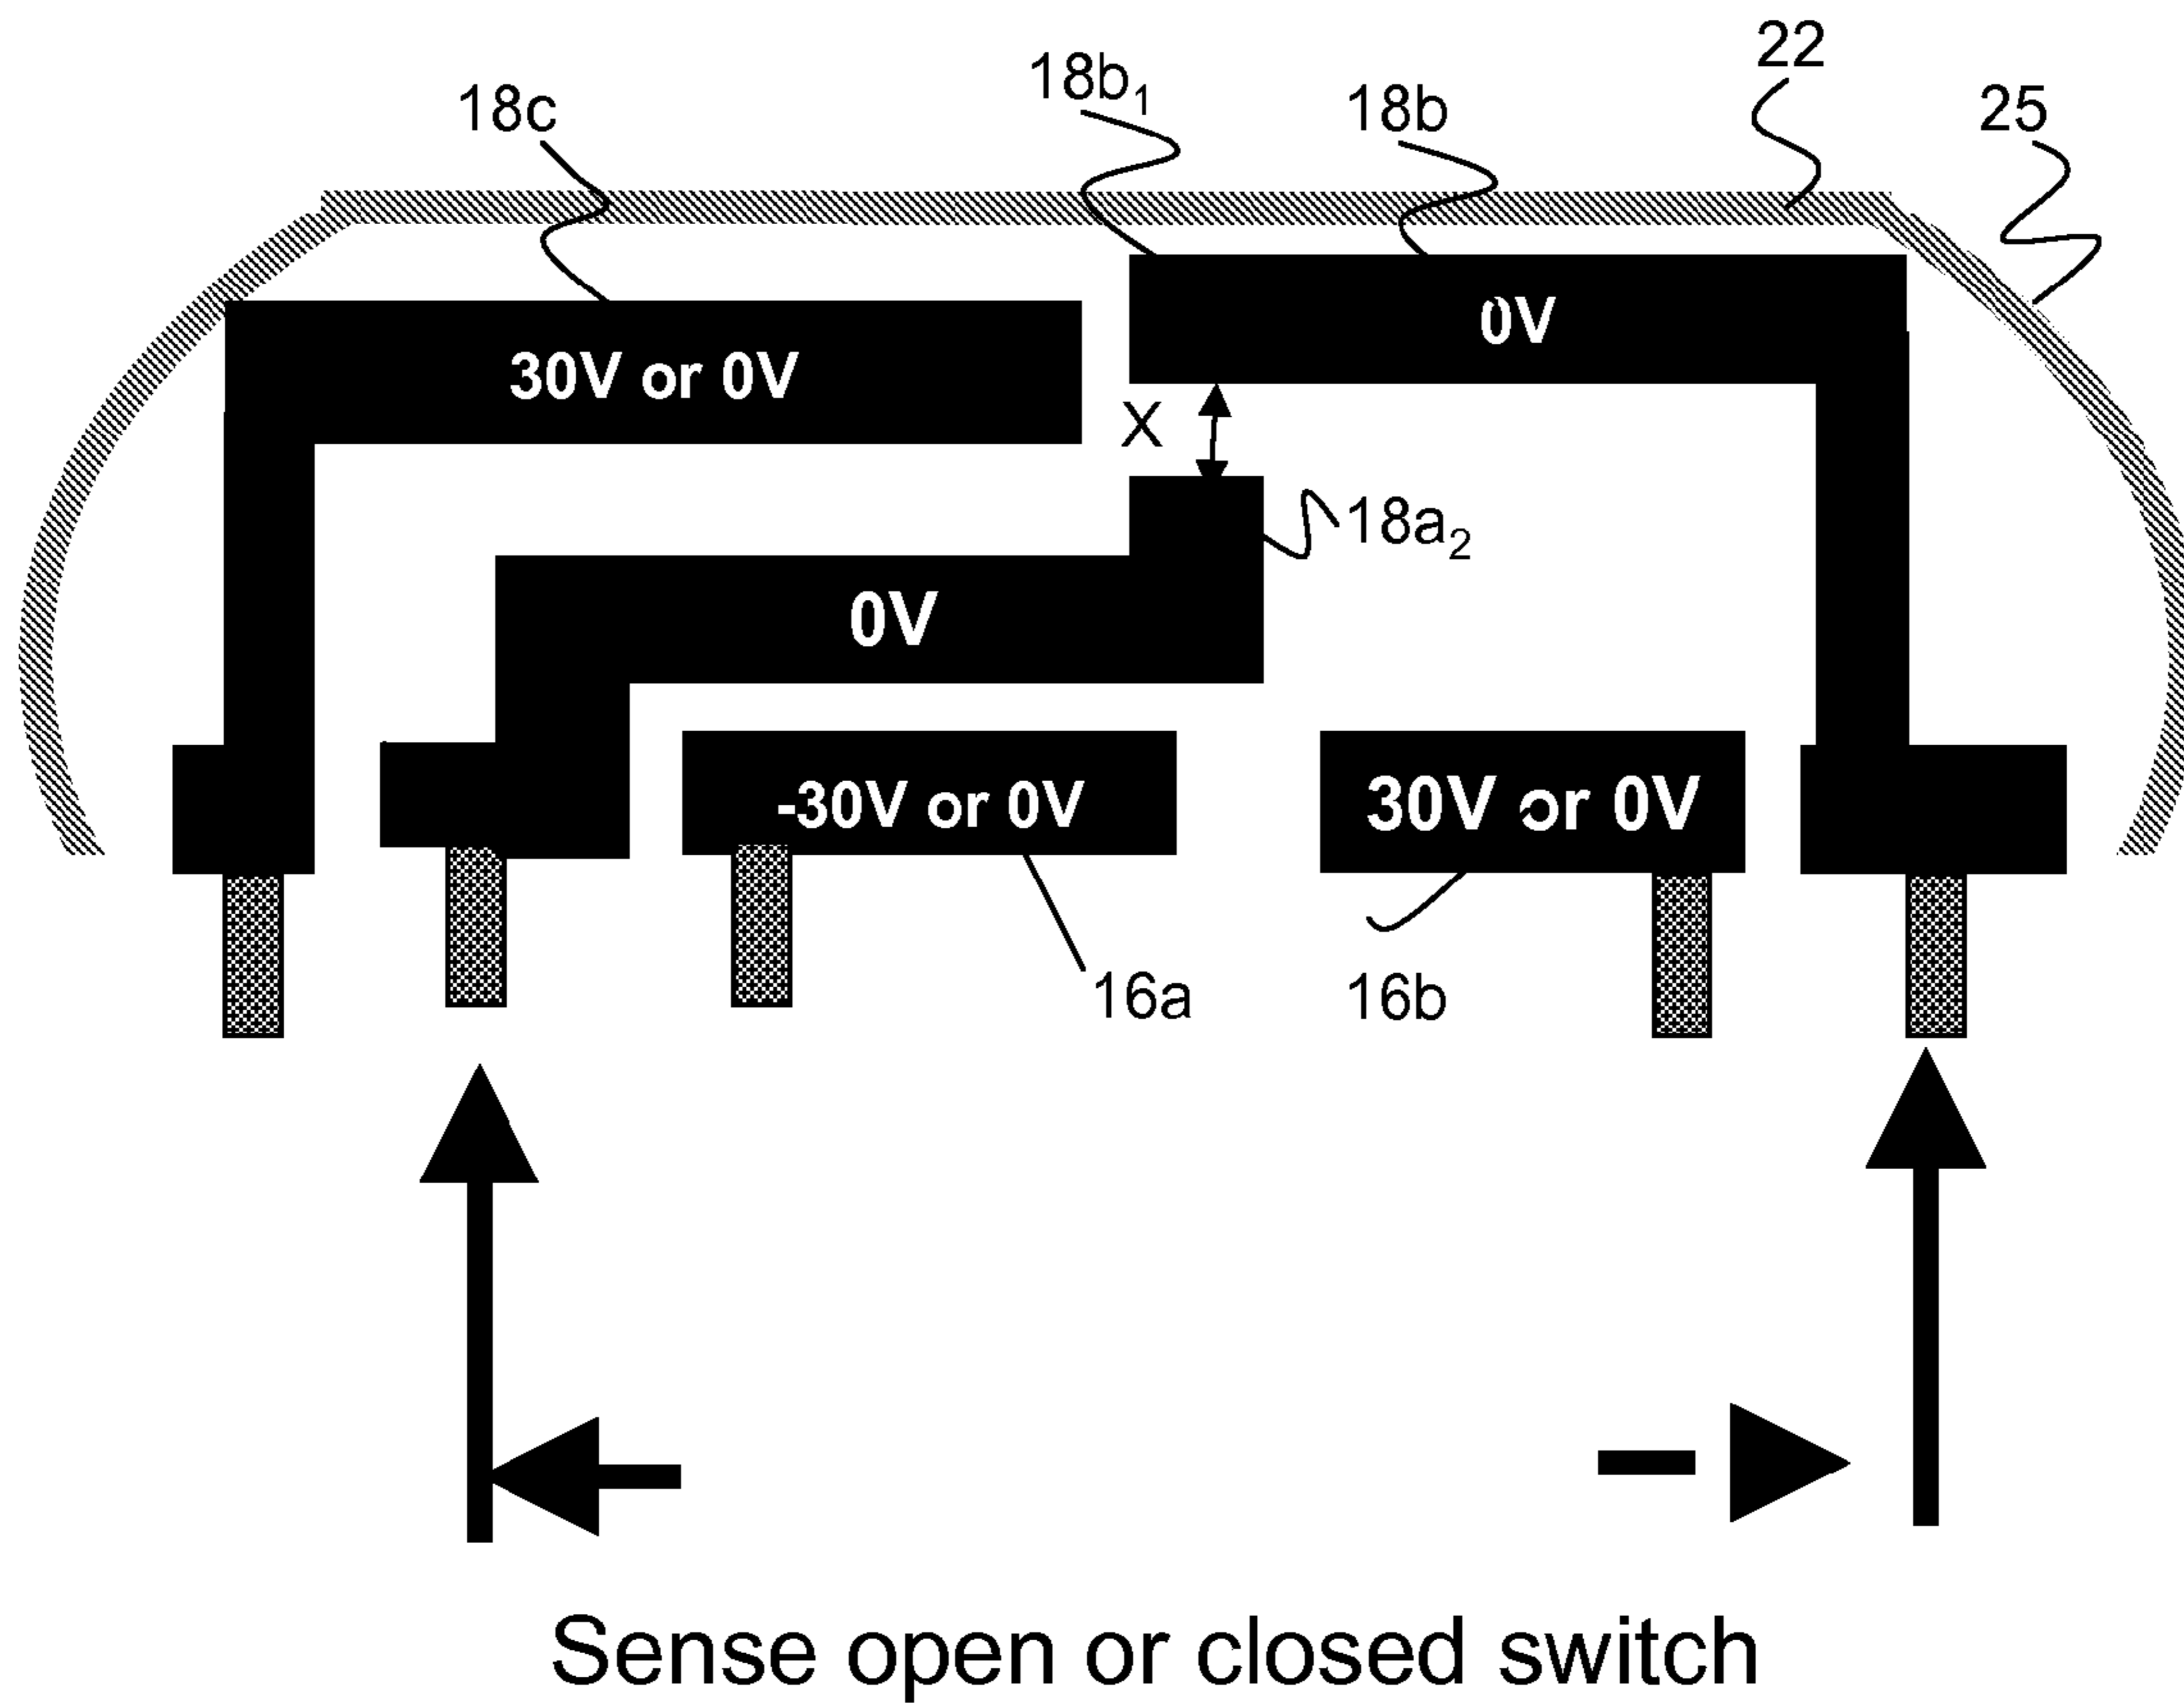 22
18b₁
18c
18b
25
0V
30V or 0V
X
18a₂
0V
-30V or 0V
30V or 0V
16a
16b
Sense open or closed switch